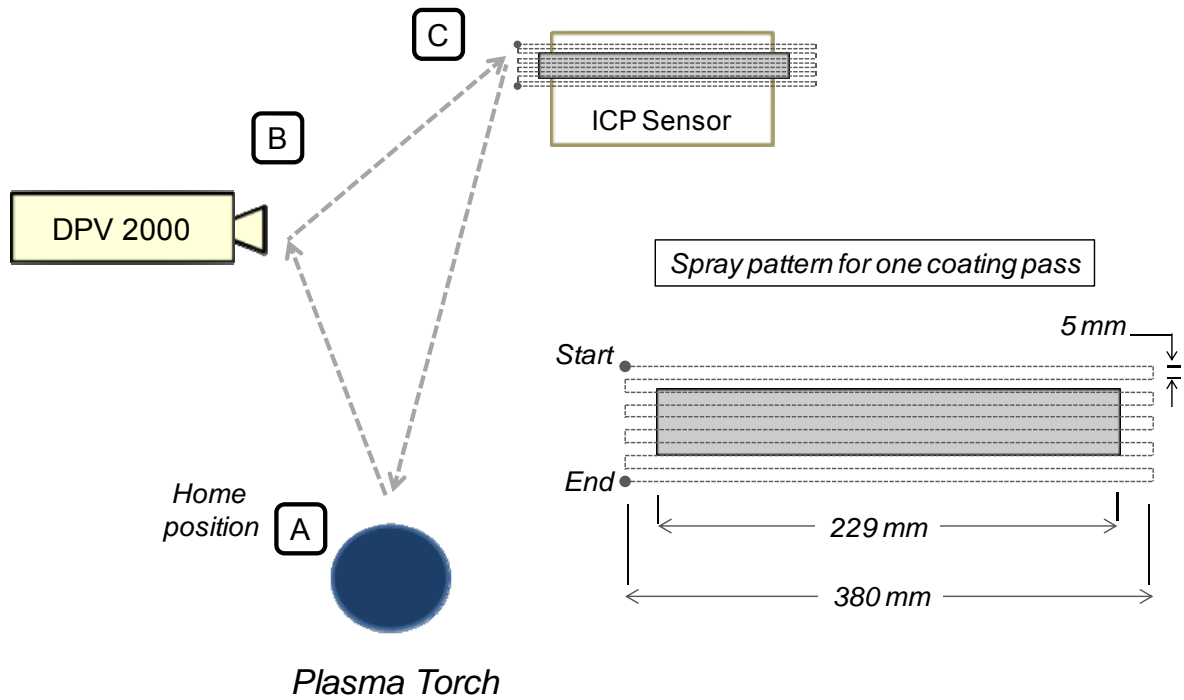 C
ICP Sensor
B
DPV 2000
Spray pattern for one coating pass
5 mm
Start
End
Home
position
A
229 mm
380 mm
Plasma Torch